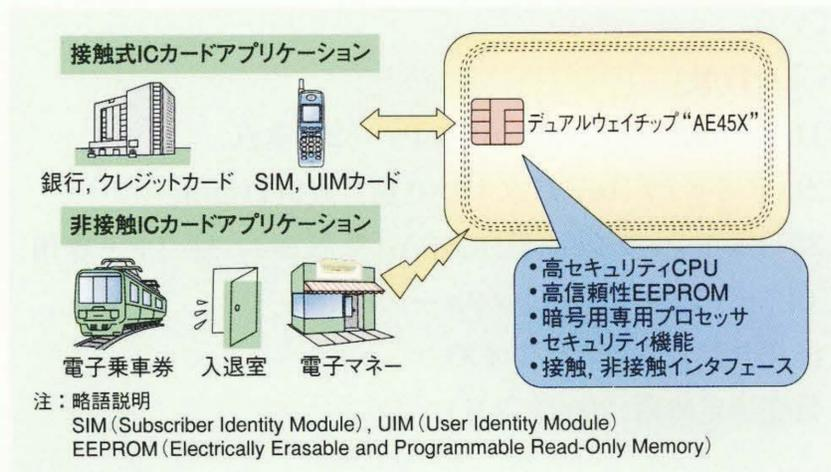 接触式ICカードアプリケーション
銀行, クレジットカード
SIM, UIMカード
非接触ICカードアプリケーション
電子乗車券
入退室
電子マネー
デュアルウェイチップ“AE45X”
•高セキュリティCPU
•高信頼性EEPROM
•暗号用専用プロセッサ
•セキュリティ機能
•接触, 非接触インタフェース
注：略語説明
SIM（Subscriber Identity Module）, UIM（User Identity Module）
EEPROM（Electrically Erasable and Programmable Read-Only Memory）